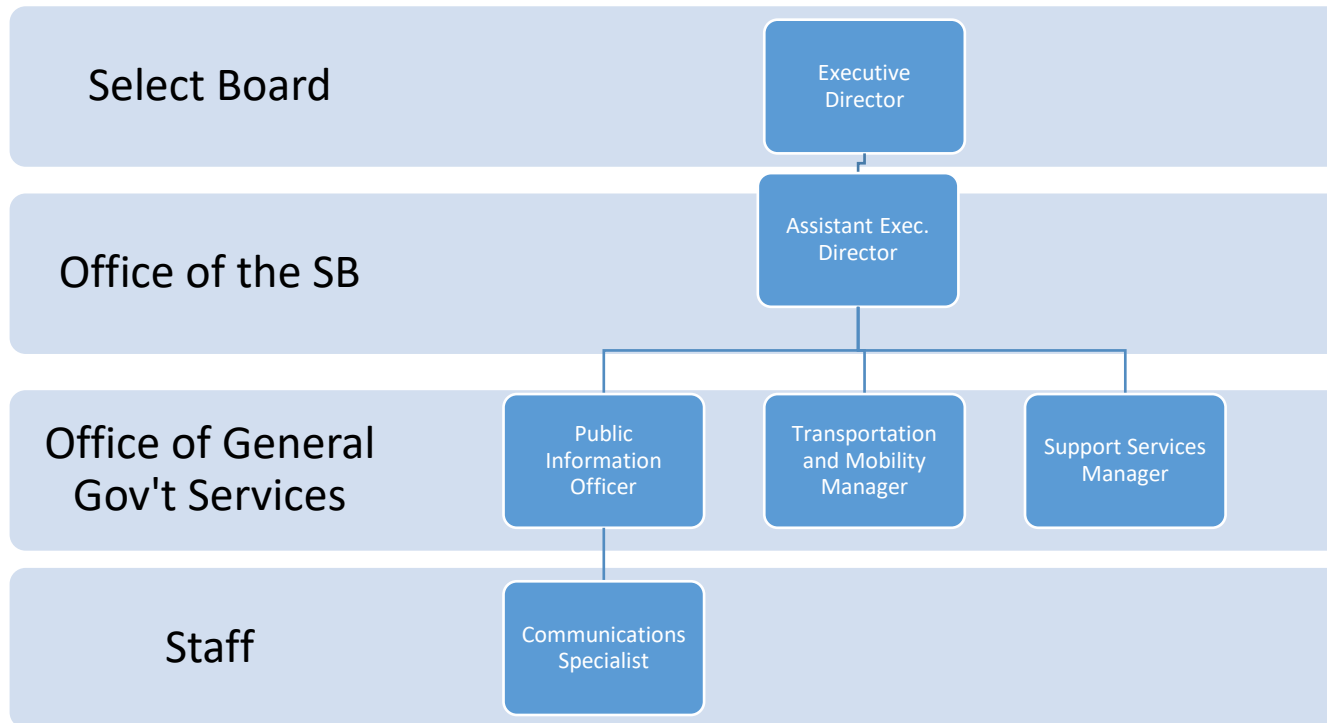 Select Board
Executive
Director
Office of the SB
Assistant Exec.
Director
Office of General
Gov't Services
Public
Information
Officer
Transportation
and Mobility
Manager
Support Services
Manager
Staff
Communications
Specialist